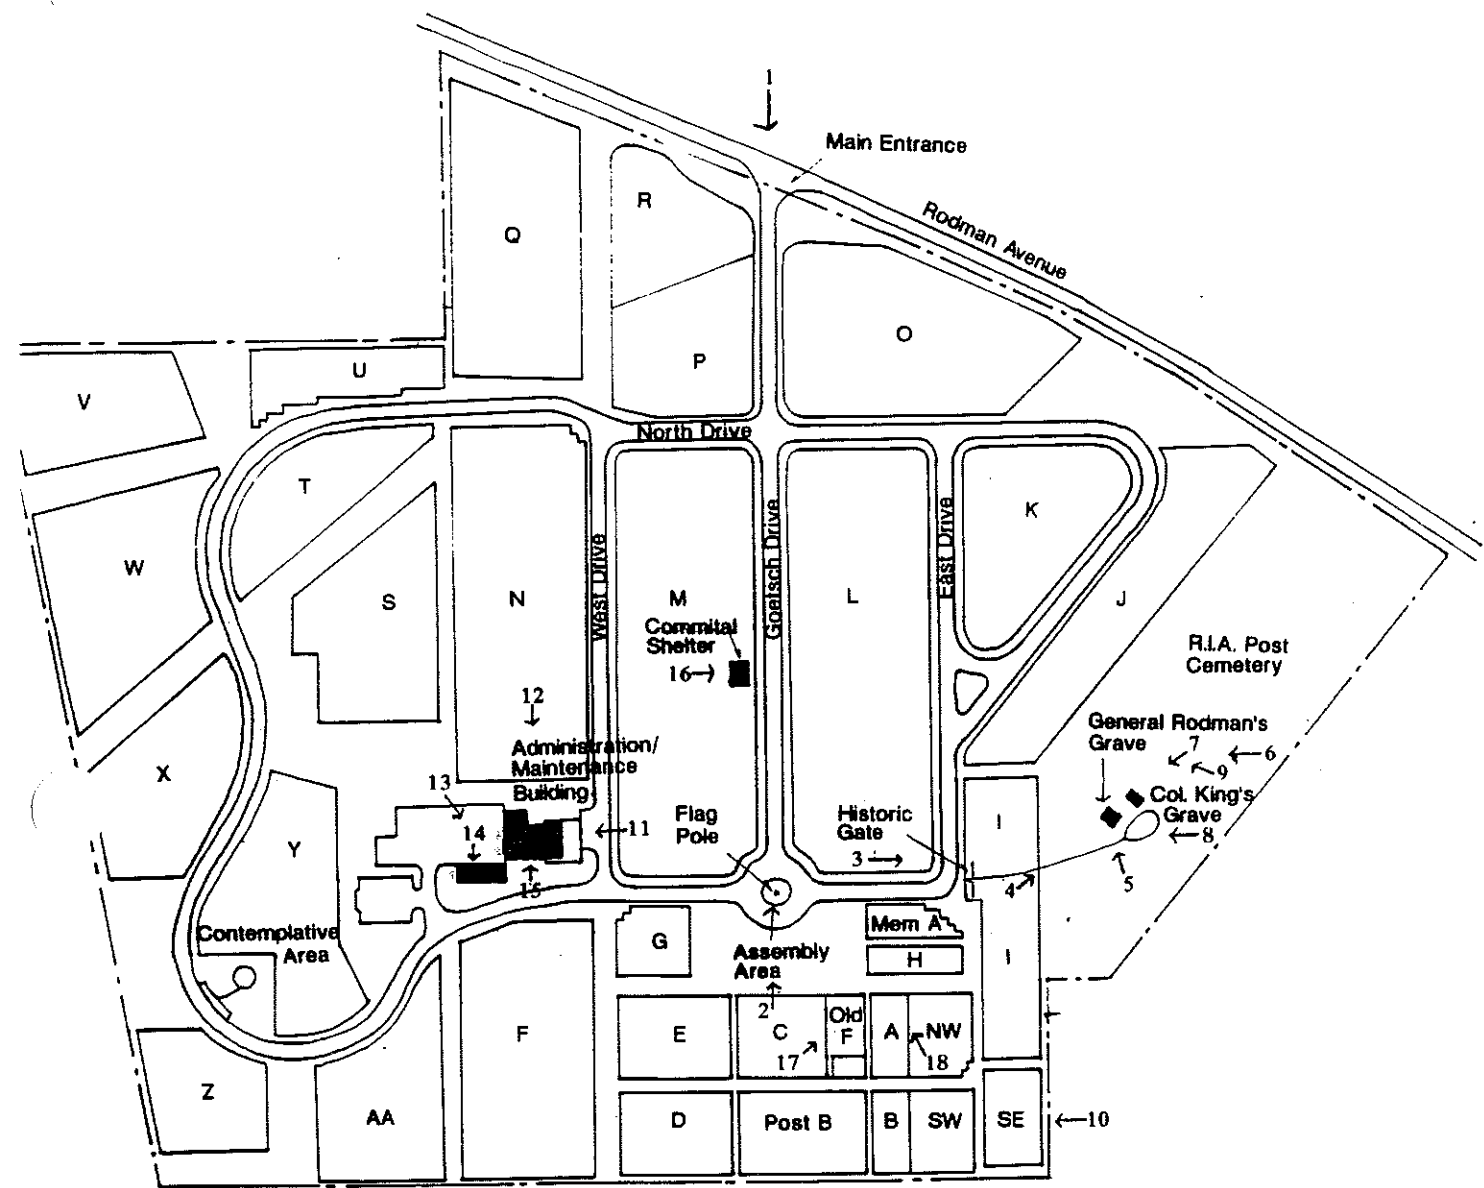 1
Main Entrance
Rodman Avenue
R
Q
O
P
U
V
North Drive
T
K
W
West Drive
Goetsch Drive
East Drive
S
N
M
L
J
Commital
Shelter
16
R.I.A. Post
Cemetery
12
General Rodman's
Grave
7
6
9
Administration/
Maintenance
Building
X
13
Col. King's
Grave
8
Flag
Pole
Historic
Gate
I
14
11
Y
3
5
15
4
Contemplative
Area
G
Mem A
H
I
Assembly
Area
2
F
E
C
Old
F
A
NW
17
18
Z
AA
D
Post B
B
SW
SE
10